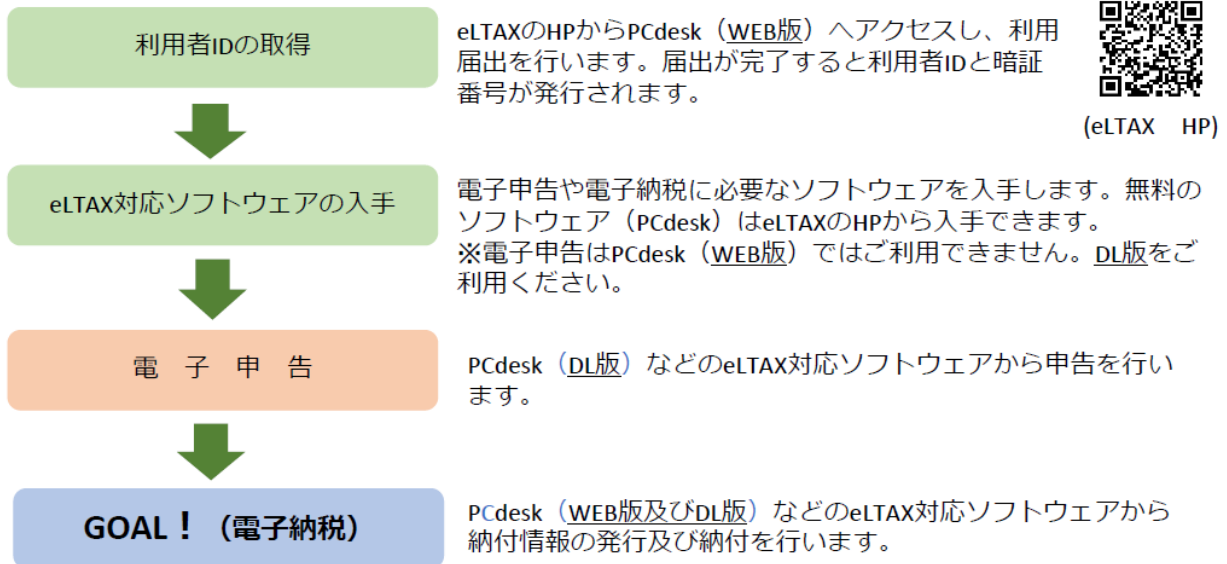 利用者IDの取得
eLTAXのHPからPCdesk（WEB版）へアクセスし、利用
届出を行います。届出が完了すると利用者IDと暗証
番号が発行されます。
(eLTAX　HP)
eLTAX対応ソフトウェアの入手
電子申告や電子納税に必要なソフトウェアを入手します。無料の
ソフトウェア（PCdesk）はeLTAXのHPから入手できます。
※電子申告はPCdesk（WEB版）ではご利用できません。DL版をご
利用ください。
電　子　申　告
PCdesk（DL版）などのeLTAX対応ソフトウェアから申告を行い
ます。
GOAL！（電子納税）
PCdesk（WEB版及びDL版）などのeLTAX対応ソフトウェアから
納付情報の発行及び納付を行います。